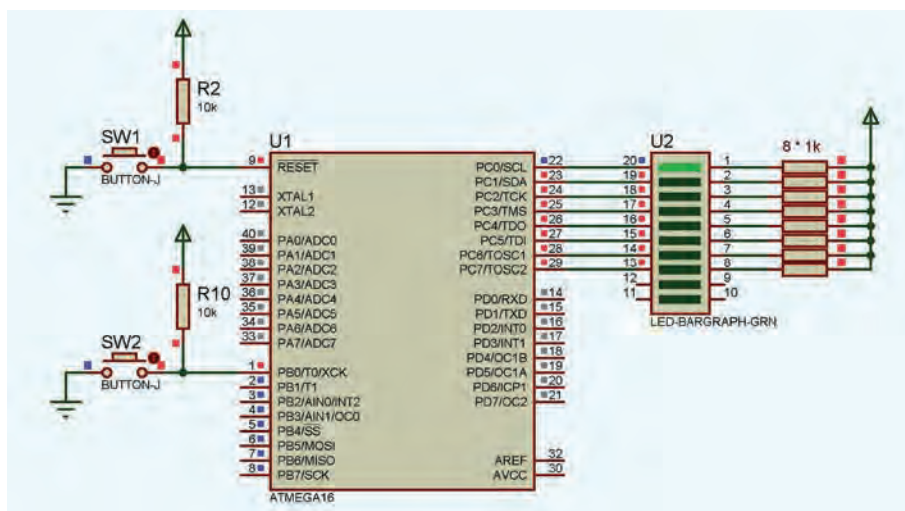 R2
10k
SW1
BUTTON-J
U1
9 RESET
13 XTAL1
12 XTAL2
40 PA0/ADC0
39 PA1/ADC1
38 PA2/ADC2
37 PA3/ADC3
36 PA4/ADC4
35 PA5/ADC5
34 PA6/ADC6
33 PA7/ADC7
1 PB0/T0/XCK
2 PB1/T1
3 PB2/AIN0/INT2
4 PB3/AIN1/OC0
5 PB4/SS
6 PB5/MOSI
7 PB6/MISO
8 PB7/SCK
PC0/SCL 22
PC1/SDA 23
PC2/TCK 24
PC3/TMS 25
PC4/TDO 26
PC5/TDI 27
PC6/TOSC1 28
PC7/TOSC2 29
PD0/RXD 14
PD1/TXD 15
PD2/INT0 16
PD3/INT1 17
PD4/OC1B 18
PD5/OC1A 19
PD6/ICP1 20
PD7/OC2 21
AREF 32
AVCC 30
ATMEGA16
R10
10k
SW2
BUTTON-J
U2
20 1
19 2
18 3
17 4
16 5
15 6
14 7
13 8
12 9
11 10
LED-BARGRAPH-GRN
8 * 1k